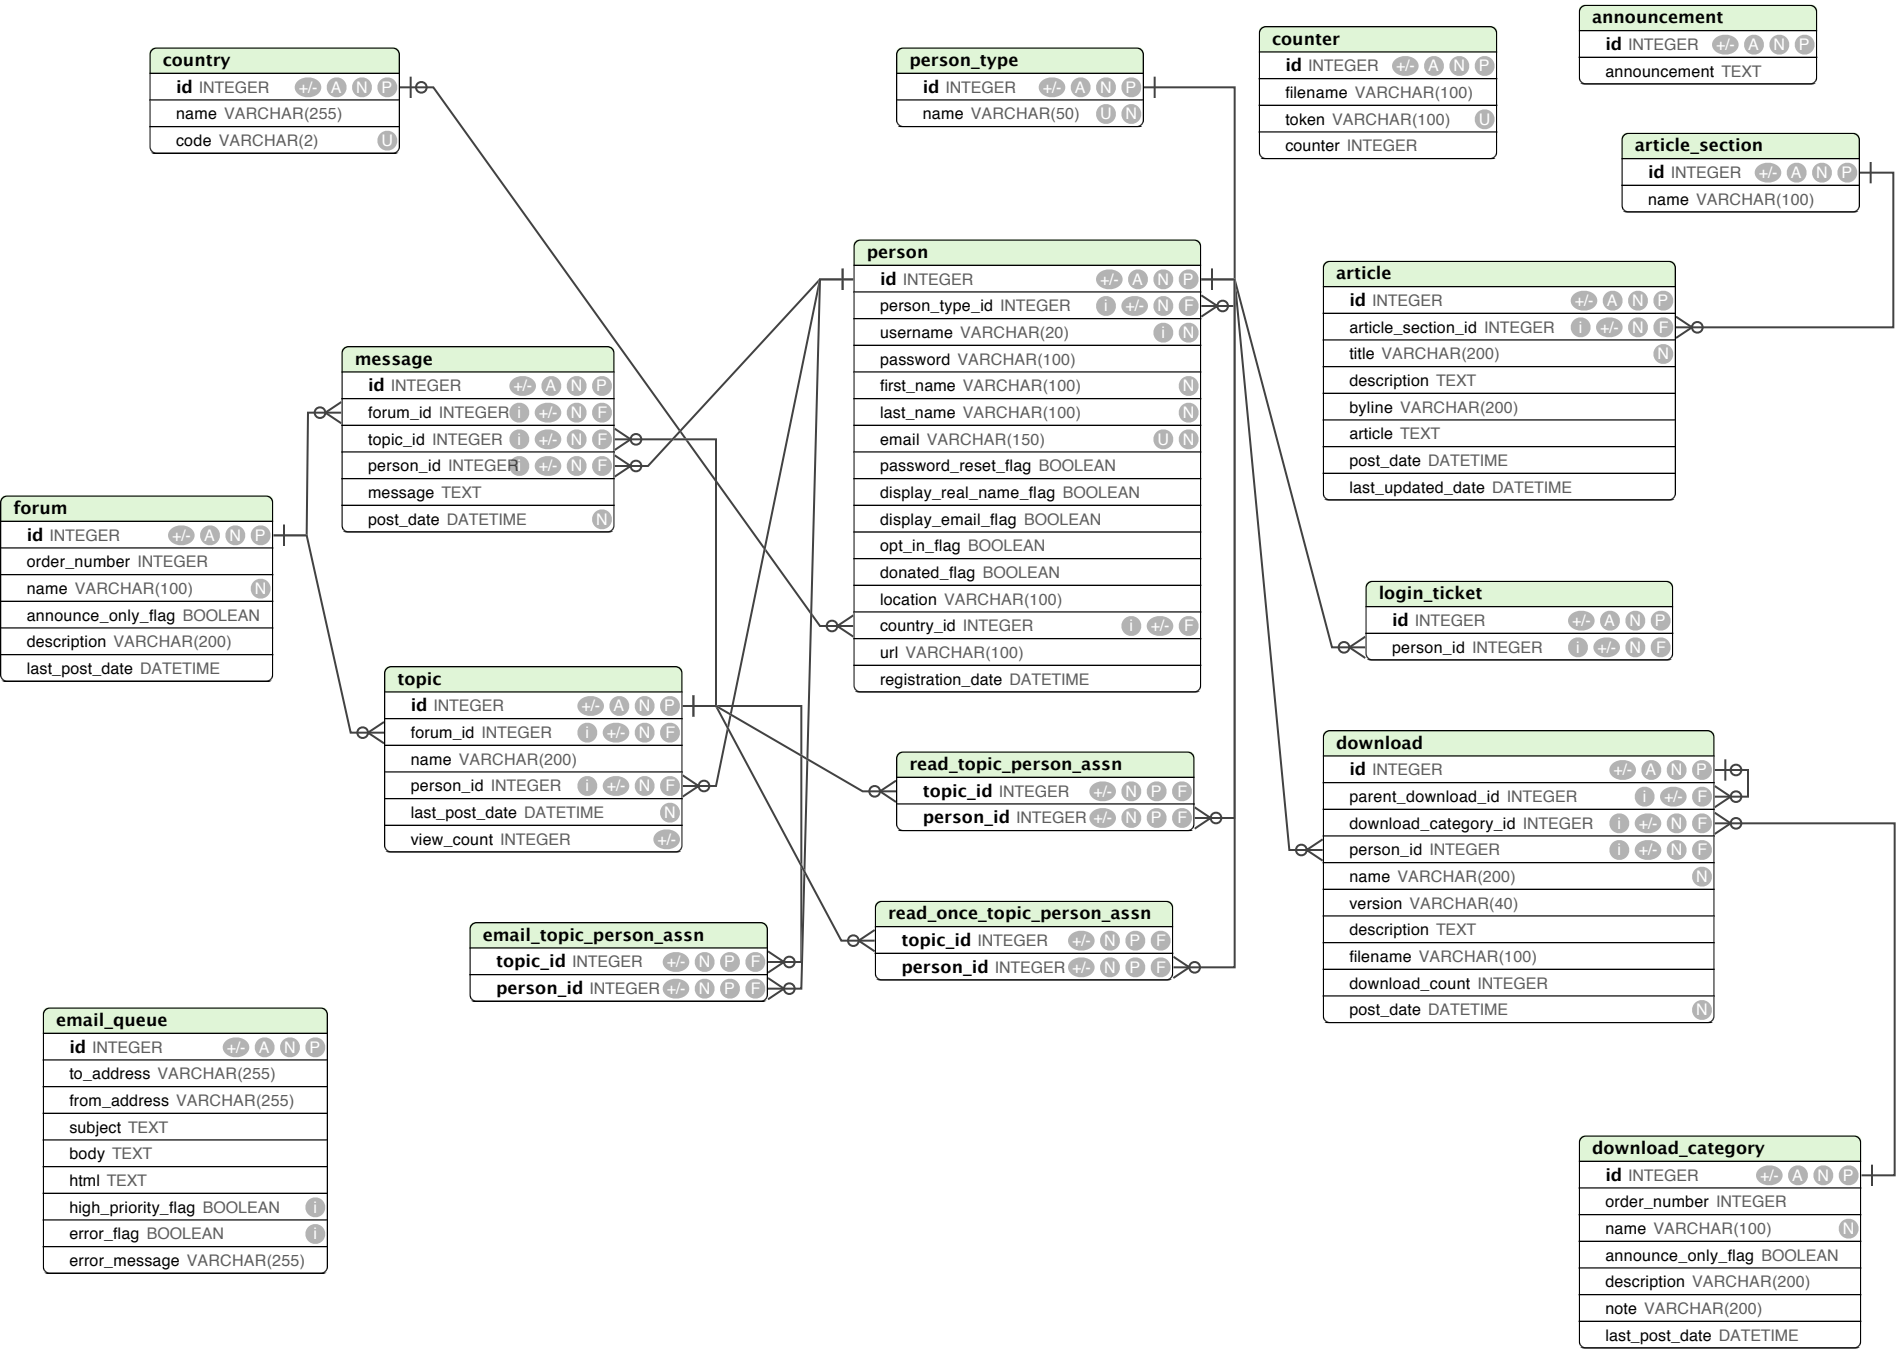 country
id INTEGER +/- A N P
name VARCHAR(255)
code VARCHAR(2) U
person_type
id INTEGER +/- A N P
name VARCHAR(50) U N
counter
id INTEGER +/- A N P
filename VARCHAR(100)
token VARCHAR(100) U
counter INTEGER
announcement
id INTEGER +/- A N P
announcement TEXT
article_section
id INTEGER +/- A N P
name VARCHAR(100)
person
id INTEGER +/- A N P
person_type_id INTEGER i +/- N F
username VARCHAR(20) i N
password VARCHAR(100)
first_name VARCHAR(100) N
last_name VARCHAR(100) N
email VARCHAR(150) U N
password_reset_flag BOOLEAN
display_real_name_flag BOOLEAN
display_email_flag BOOLEAN
opt_in_flag BOOLEAN
donated_flag BOOLEAN
location VARCHAR(100)
country_id INTEGER i +/- F
url VARCHAR(100)
registration_date DATETIME
article
id INTEGER +/- A N P
article_section_id INTEGER i +/- N F
title VARCHAR(200) N
description TEXT
byline VARCHAR(200)
article TEXT
post_date DATETIME
last_updated_date DATETIME
message
id INTEGER +/- A N P
forum_id INTEGER i +/- N F
topic_id INTEGER i +/- N F
person_id INTEGER i +/- N F
message TEXT
post_date DATETIME N
forum
id INTEGER +/- A N P
order_number INTEGER
name VARCHAR(100) N
announce_only_flag BOOLEAN
description VARCHAR(200)
last_post_date DATETIME
login_ticket
id INTEGER +/- A N P
person_id INTEGER i +/- N F
topic
id INTEGER +/- A N P
forum_id INTEGER i +/- N F
name VARCHAR(200)
person_id INTEGER i +/- N F
last_post_date DATETIME N
view_count INTEGER +/-
read_topic_person_assn
topic_id INTEGER +/- N P F
person_id INTEGER +/- N P F
download
id INTEGER +/- A N P
parent_download_id INTEGER i +/- F
download_category_id INTEGER i +/- N F
person_id INTEGER i +/- N F
name VARCHAR(200) N
version VARCHAR(40)
description TEXT
filename VARCHAR(100)
download_count INTEGER
post_date DATETIME N
read_once_topic_person_assn
topic_id INTEGER +/- N P F
person_id INTEGER +/- N P F
email_topic_person_assn
topic_id INTEGER +/- N P F
person_id INTEGER +/- N P F
email_queue
id INTEGER +/- A N P
to_address VARCHAR(255)
from_address VARCHAR(255)
subject TEXT
body TEXT
html TEXT
high_priority_flag BOOLEAN i
error_flag BOOLEAN i
error_message VARCHAR(255)
download_category
id INTEGER +/- A N P
order_number INTEGER
name VARCHAR(100) N
announce_only_flag BOOLEAN
description VARCHAR(200)
note VARCHAR(200)
last_post_date DATETIME